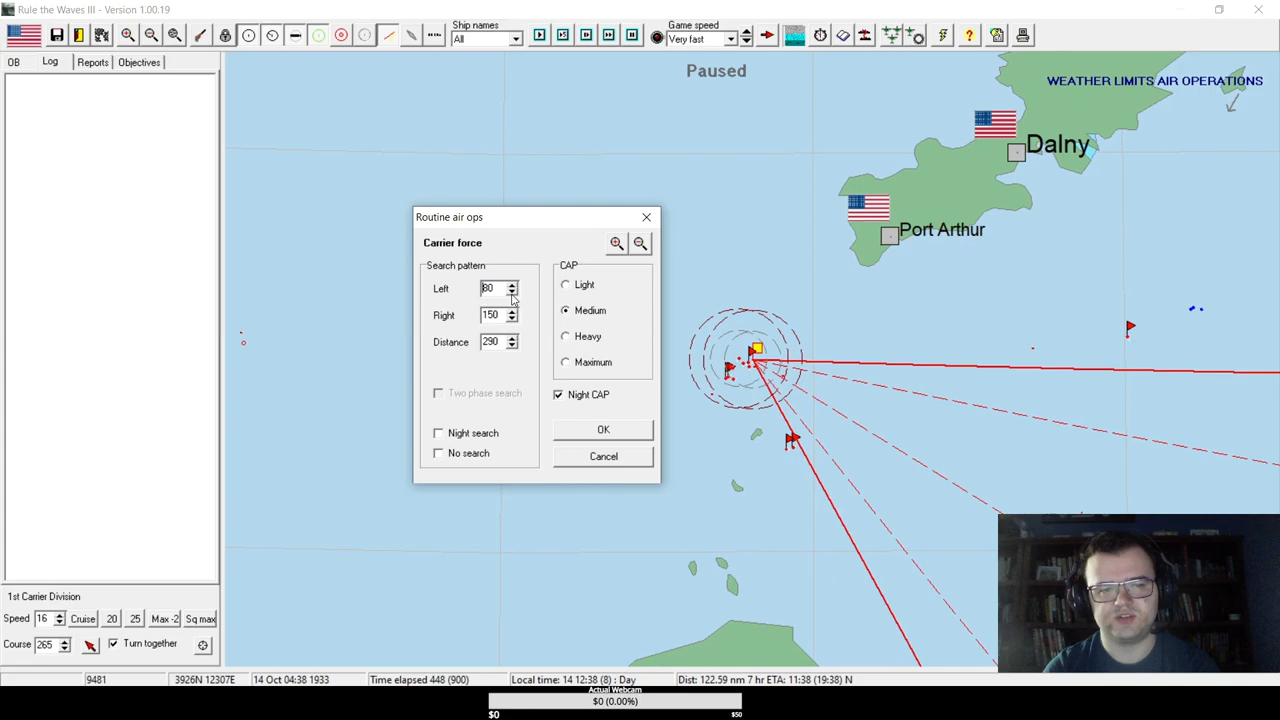 Rule the Waves III - Version 1.00.19
Ship names
All
Game speed
Very fast
OB
Log
Reports
Objectives
Paused
WEATHER LIMITS AIR OPERATIONS
Dalny
Port Arthur
Routine air ops
Carrier force
Search pattern
Left 80
Right 150
Distance 290
Two phase search
Night search
No search
CAP
Light
Medium
Heavy
Maximum
Night CAP
OK
Cancel
1st Carrier Division
Speed 16 Cruise 20 25 Max -2 Sq max
Course 265 Turn together
9481 3926N 12307E 14 Oct 04:38 1933 Time elapsed 448 (900) Local time: 14 12:38 (8) : Day Dist: 122.59 nm 7 hr ETA: 11:38 (19:38) N
Actual Webcam
$0 (0.00%)
$0 $50